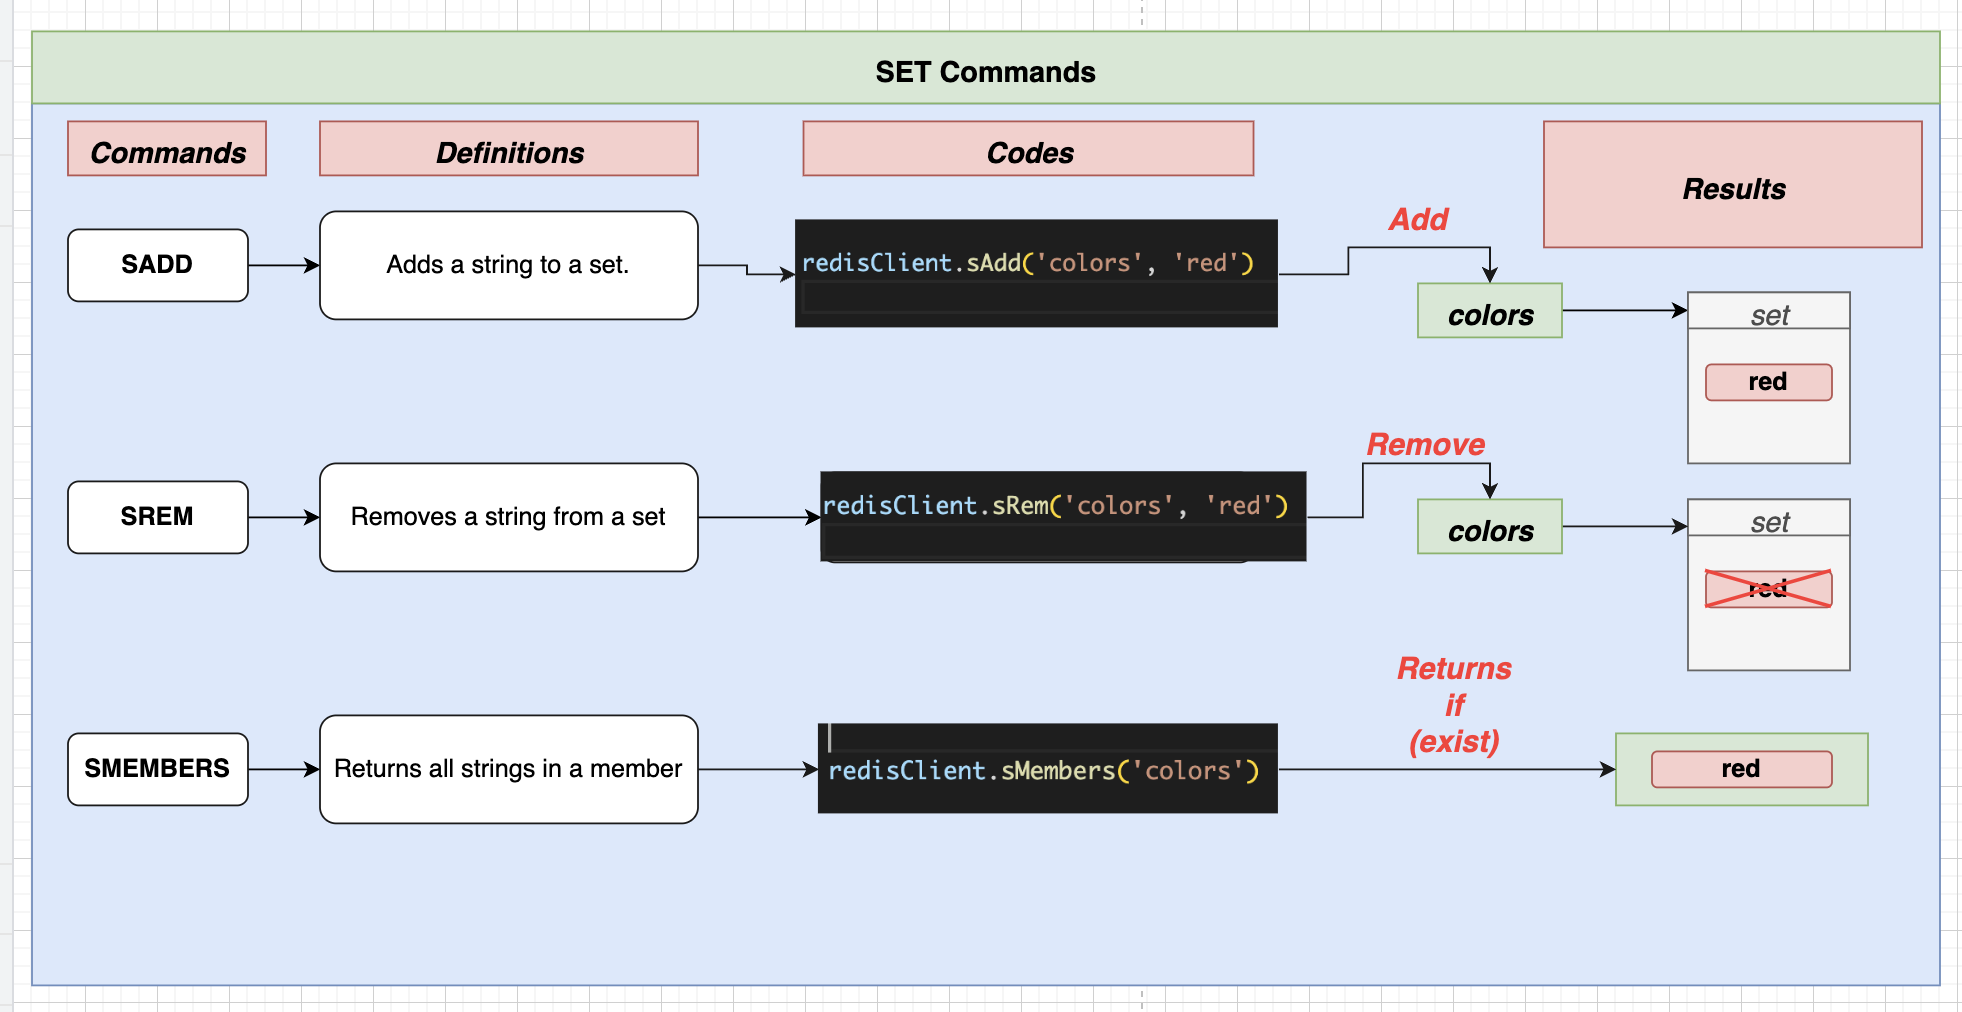 SET Commands
Commands
Definitions
Codes
Results
SADD
Adds a string to a set.
redisClient.sAdd('colors', 'red')
Add
colors
set
red
SREM
Removes a string from a set
redisClient.sRem('colors', 'red')
Remove
colors
set
red
SMEMBERS
Returns all strings in a member
redisClient.sMembers('colors')
Returns
if
(exist)
red